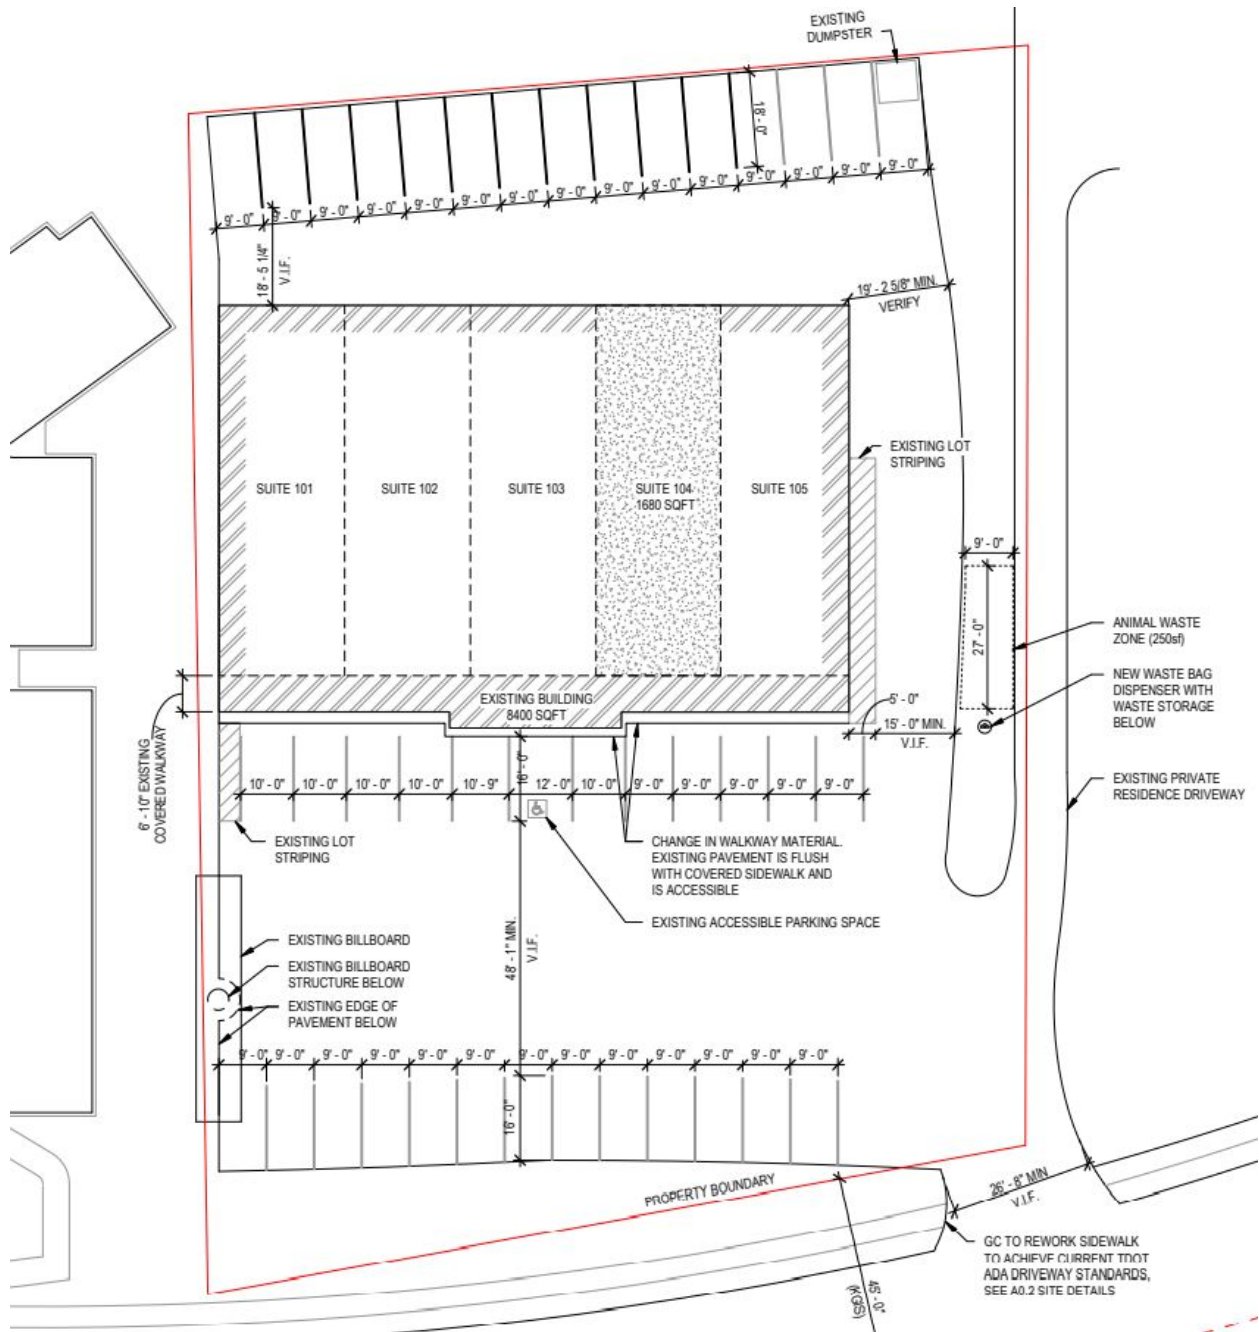 EXISTING
DUMPSTER
18' - 0"
9' - 0" 9' - 0" 9' - 0" 9' - 0" 9' - 0" 9' - 0" 9' - 0" 9' - 0" 9' - 0" 9' - 0" 9' - 0" 9' - 0" 9' - 0" 9' - 0" 9' - 0"
18' - 5 1/4"
V.I.F.
19' - 2 5/8" MIN.
VERIFY
EXISTING LOT
STRIPING
SUITE 101
SUITE 102
SUITE 103
SUITE 104
1680 SQFT
SUITE 105
9' - 0"
27' - 0"
ANIMAL WASTE
ZONE (250sf)
NEW WASTE BAG
DISPENSER WITH
WASTE STORAGE
BELOW
EXISTING BUILDING
8400 SQFT
5' - 0"
15' - 0" MIN.
V.I.F.
6' - 10" EXISTING
COVERED WALKWAY
16' - 0"
10' - 0" 10' - 0" 10' - 0" 10' - 0" 10' - 9" 12' - 0" 10' - 0" 9' - 0" 9' - 0" 9' - 0" 9' - 0" 9' - 0"
EXISTING PRIVATE
RESIDENCE DRIVEWAY
EXISTING LOT
STRIPING
CHANGE IN WALKWAY MATERIAL.
EXISTING PAVEMENT IS FLUSH
WITH COVERED SIDEWALK AND
IS ACCESSIBLE
EXISTING ACCESSIBLE PARKING SPACE
48' - 1" MIN.
V.I.F.
EXISTING BILLBOARD
EXISTING BILLBOARD
STRUCTURE BELOW
EXISTING EDGE OF
PAVEMENT BELOW
9' - 0" 9' - 0" 9' - 0" 9' - 0" 9' - 0" 9' - 0" 9' - 0" 9' - 0" 9' - 0" 9' - 0" 9' - 0" 9' - 0" 9' - 0"
16' - 0"
PROPERTY BOUNDARY
26' - 8" MIN
V.I.F.
45' - 0"
(KGIS)
GC TO REWORK SIDEWALK
TO ACHIEVE CURRENT TDOT
ADA DRIVEWAY STANDARDS,
SEE A0.2 SITE DETAILS